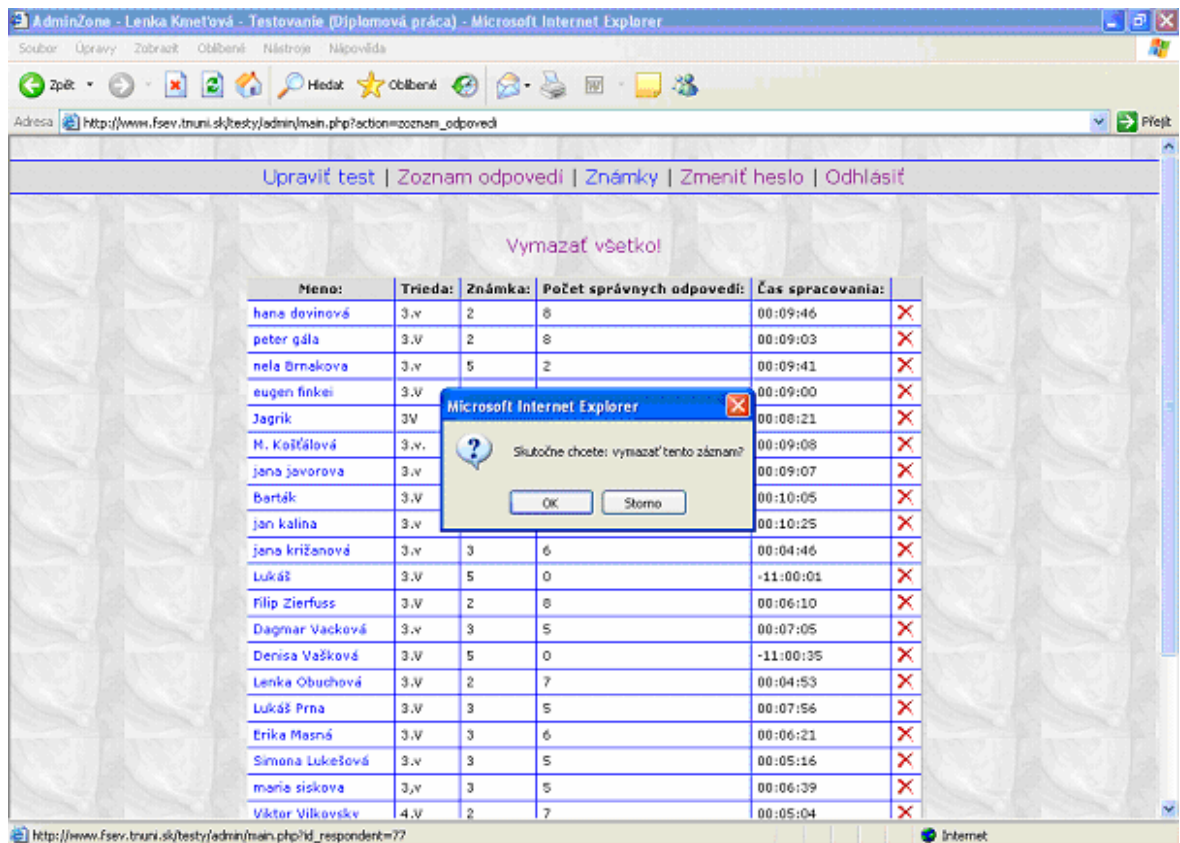 AdminZone - Lenka Kmeťová - Testovanie (Diplomová práca) - Microsoft Internet Explorer
Soubor Úpravy Zobrazit Oblíbené Nástroje Nápověda
Zpět Hledat Oblíbené
Adresa http://www.fsev.tnuni.sk/testy/admin/main.php?action=zoznam_odpovedi Přejít
Upraviť test | Zoznam odpovedí | Známky | Zmeniť heslo | Odhlásiť
Vymazať všetko!
Meno: Trieda: Známka: Počet správnych odpovedí: Čas spracovania:
hana dovinová 3.v 2 8 00:09:46
peter gála 3.V 2 8 00:09:03
nela Brnakova 3.v 5 2 00:09:41
eugen finkei 3.V 00:09:00
Jagrik 3V 00:08:21
M. Košťálová 3.v. 00:09:08
jana javorova 3.v 00:09:07
Barták 3.V 00:10:05
jan kalina 3.v 00:10:25
jana križanová 3.v 3 6 00:04:46
Lukáš 3.V 5 0 -11:00:01
Filip Zierfuss 3.V 2 8 00:06:10
Dagmar Vacková 3.v 3 5 00:07:05
Denisa Vašková 3.V 5 0 -11:00:35
Lenka Obuchová 3.V 2 7 00:04:53
Lukáš Prna 3.V 3 5 00:07:56
Erika Masná 3.V 3 6 00:06:21
Simona Lukešová 3.v 3 5 00:05:16
maria siskova 3,v 3 5 00:06:39
Viktor Vilkovsky 4.V 2 7 00:05:04
Microsoft Internet Explorer
Skutočne chcete: vymazať tento záznam?
OK Storno
http://www.fsev.tnuni.sk/testy/admin/main.php?id_respondent=77 Internet